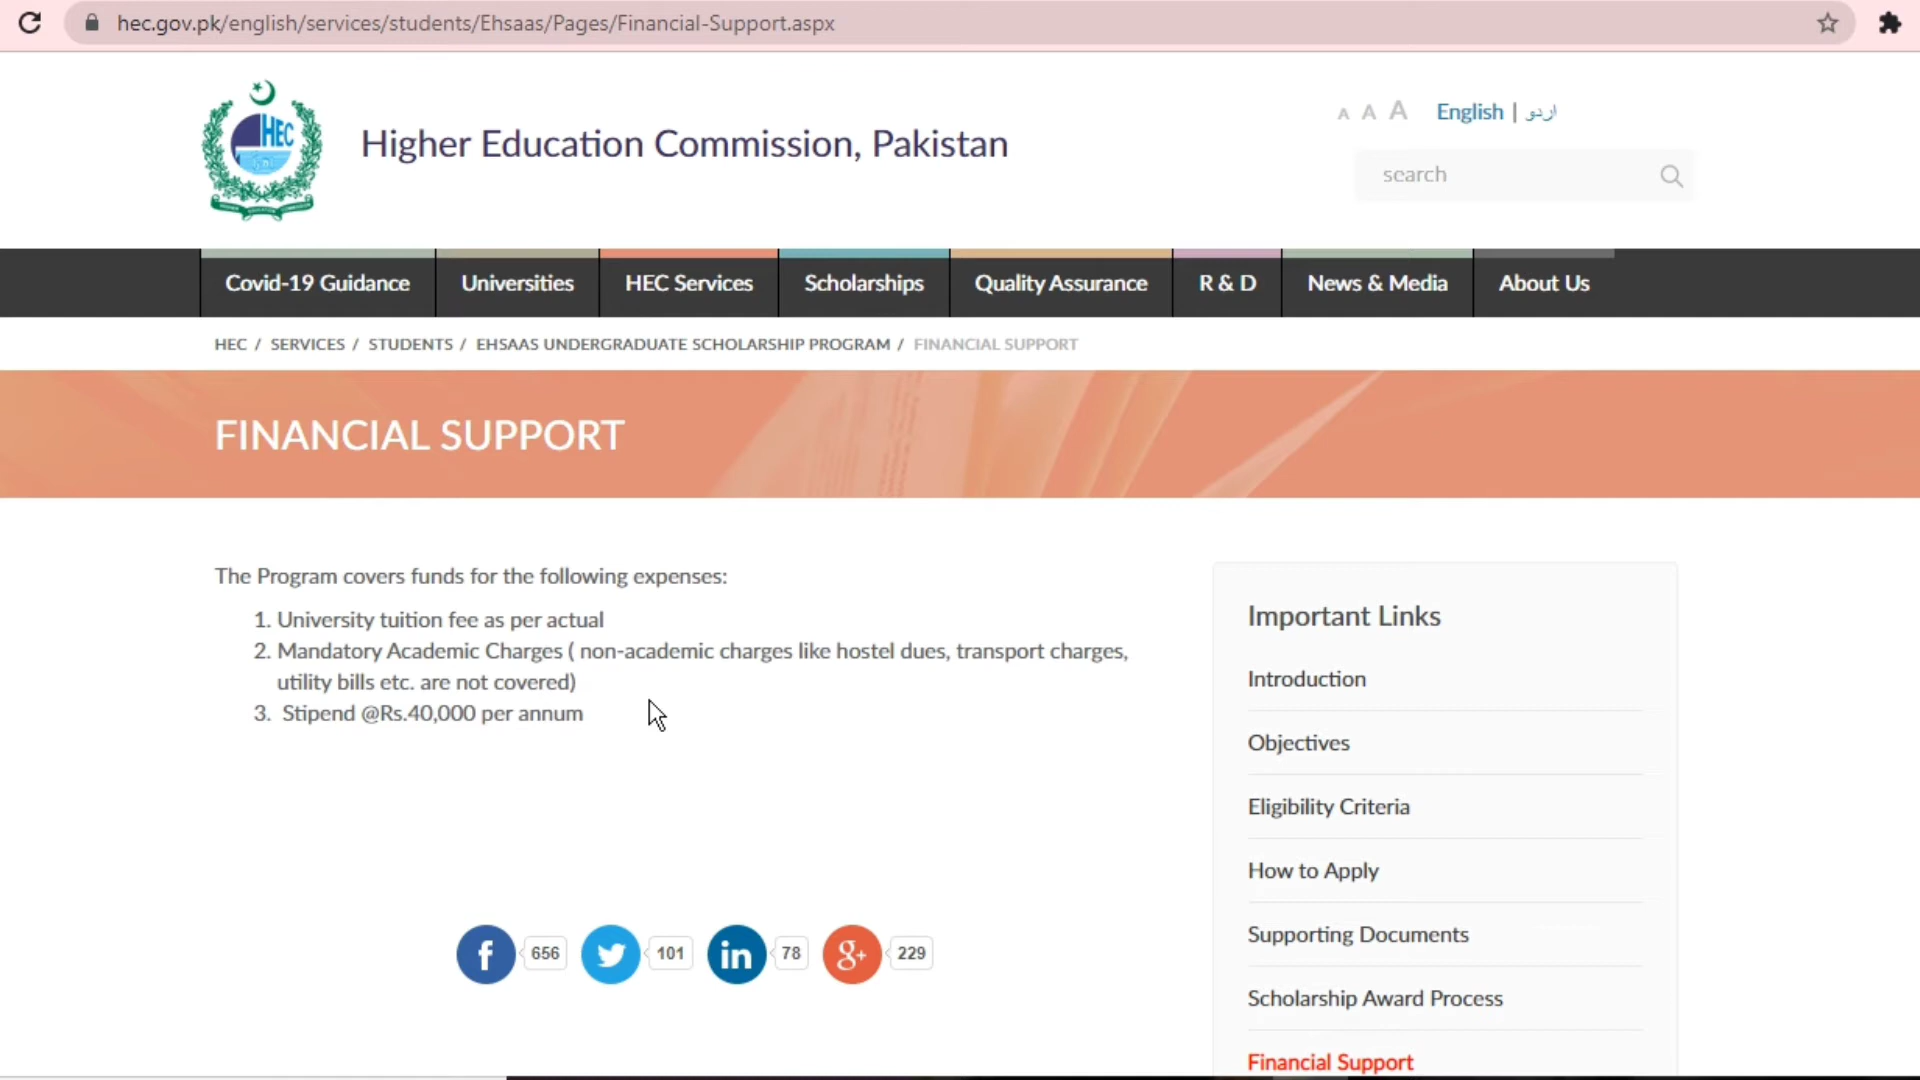 hec.gov.pk/english/services/students/Ehsaas/Pages/Financial-Support.aspx
HEC
Higher Education Commission, Pakistan
A A A English | اردو
search
Covid-19 Guidance Universities HEC Services Scholarships Quality Assurance R & D News & Media About Us
HEC / SERVICES / STUDENTS / EHSAAS UNDERGRADUATE SCHOLARSHIP PROGRAM / FINANCIAL SUPPORT
FINANCIAL SUPPORT
The Program covers funds for the following expenses:
1. University tuition fee as per actual
2. Mandatory Academic Charges ( non-academic charges like hostel dues, transport charges,
utility bills etc. are not covered)
3. Stipend @Rs.40,000 per annum
f 656 101 in 78 g+ 229
Important Links
Introduction
Objectives
Eligibility Criteria
How to Apply
Supporting Documents
Scholarship Award Process
Financial Support